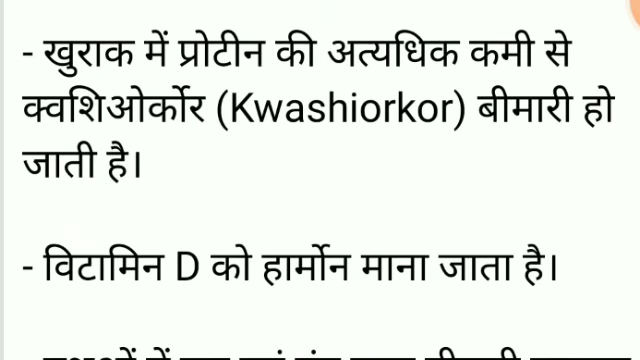 - खुराक में प्रोटीन की अत्यधिक कमी से
क्वशिओर्कोर (Kwashiorkor) बीमारी हो
जाती है।
- विटामिन D को हार्मोन माना जाता है।